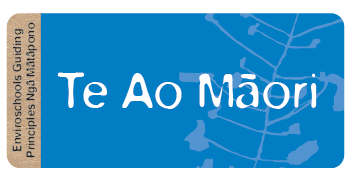 Enviroschools Guiding
Principles Ngā Mātāpono
Te Ao Māori